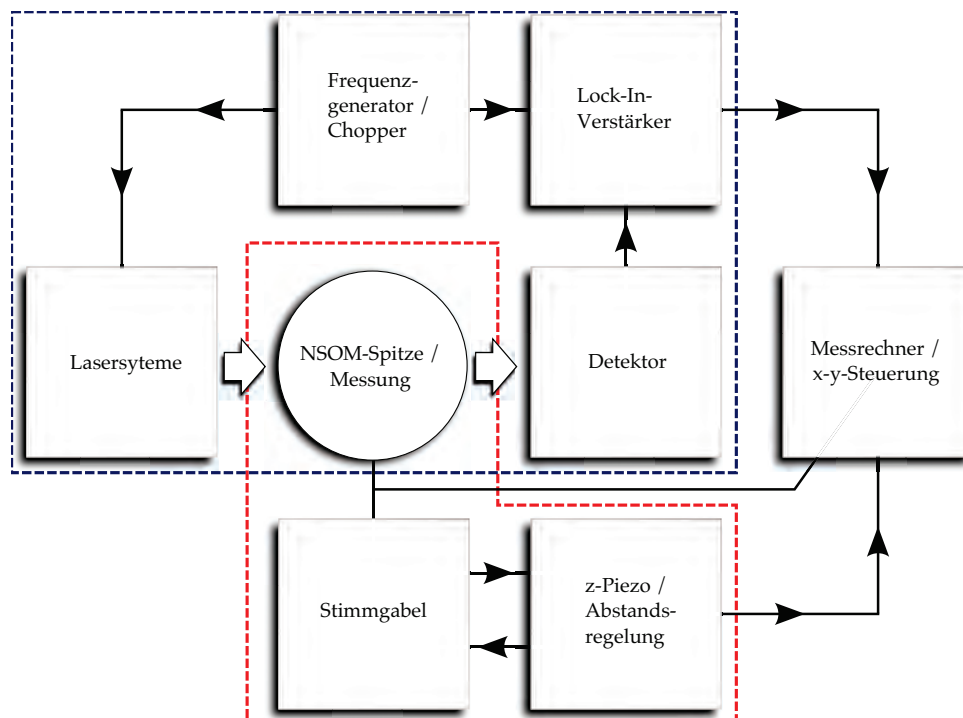 Frequenz-
generator /
Chopper
Lock-In-
Verstärker
Lasersyteme
NSOM-Spitze /
Messung
Detektor
Messrechner /
x-y-Steuerung
Stimmgabel
z-Piezo /
Abstands-
regelung